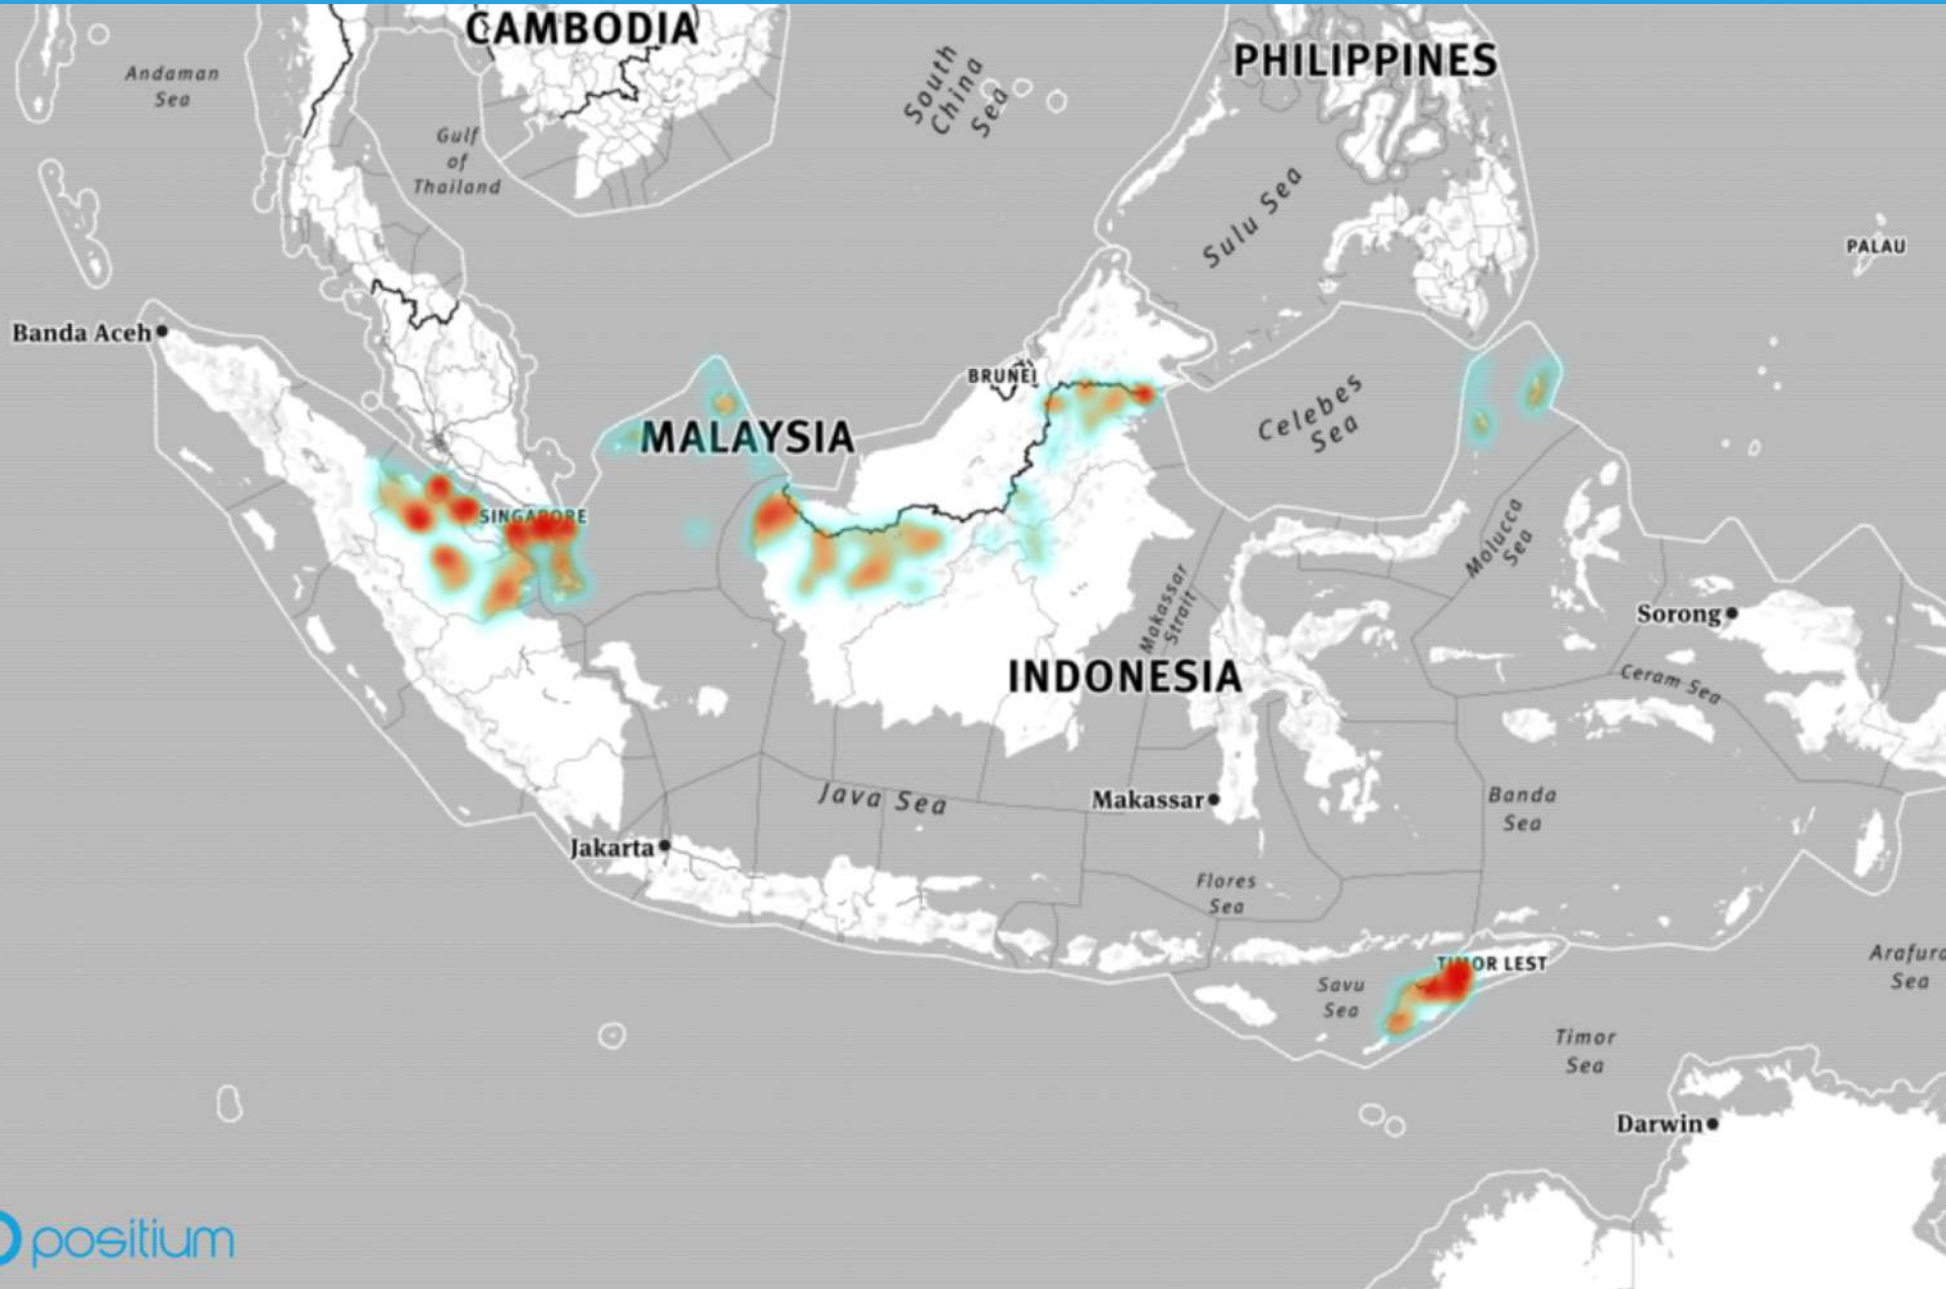 CAMBODIA
PHILIPPINES
Andaman
Sea
South
China
Sea
Gulf
of
Thailand
Sulu Sea
PALAU
Banda Aceh
BRUNEI
Celebes
Sea
MALAYSIA
SINGAPORE
Molucca
Sea
Makassar
Strait
Sorong
INDONESIA
Ceram Sea
Java Sea
Makassar
Banda
Sea
Jakarta
Flores
Sea
TIMOR LEST
Savu
Sea
Arafura
Sea
Timor
Sea
Darwin
positium